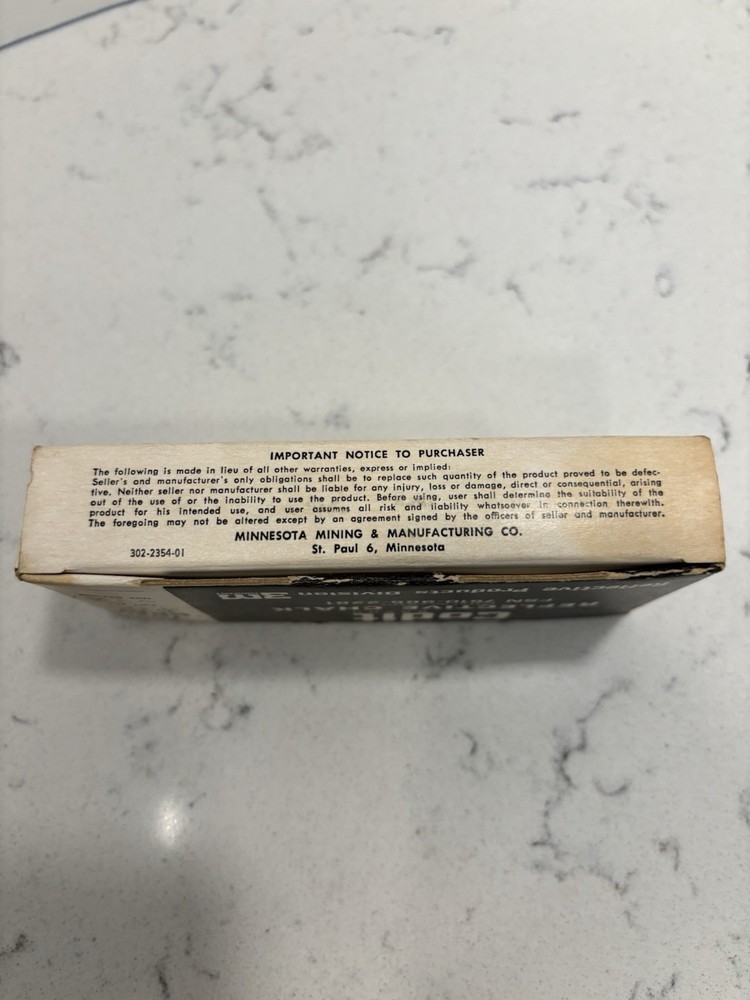 IMPORTANT NOTICE TO PURCHASER
The following is made in lieu of all other warranties, express or implied:
Seller's and manufacturer's only obligations shall be to replace such quantity of the product proved to be defec-
tive. Neither seller nor manufacturer shall be liable for any injury, loss or damage, direct or consequential, arising
out of the use of or the inability to use the product. Before using, user shall determine the suitability of the
product for his intended use, and user assumes all risk and liability whatsoever in connection therewith.
The foregoing may not be altered except by an agreement signed by the officers of seller and manufacturer.
MINNESOTA MINING & MANUFACTURING CO.
302-2354-01
St. Paul 6, Minnesota
3M
Reflective Products Division
REFLECTIVE CHALK